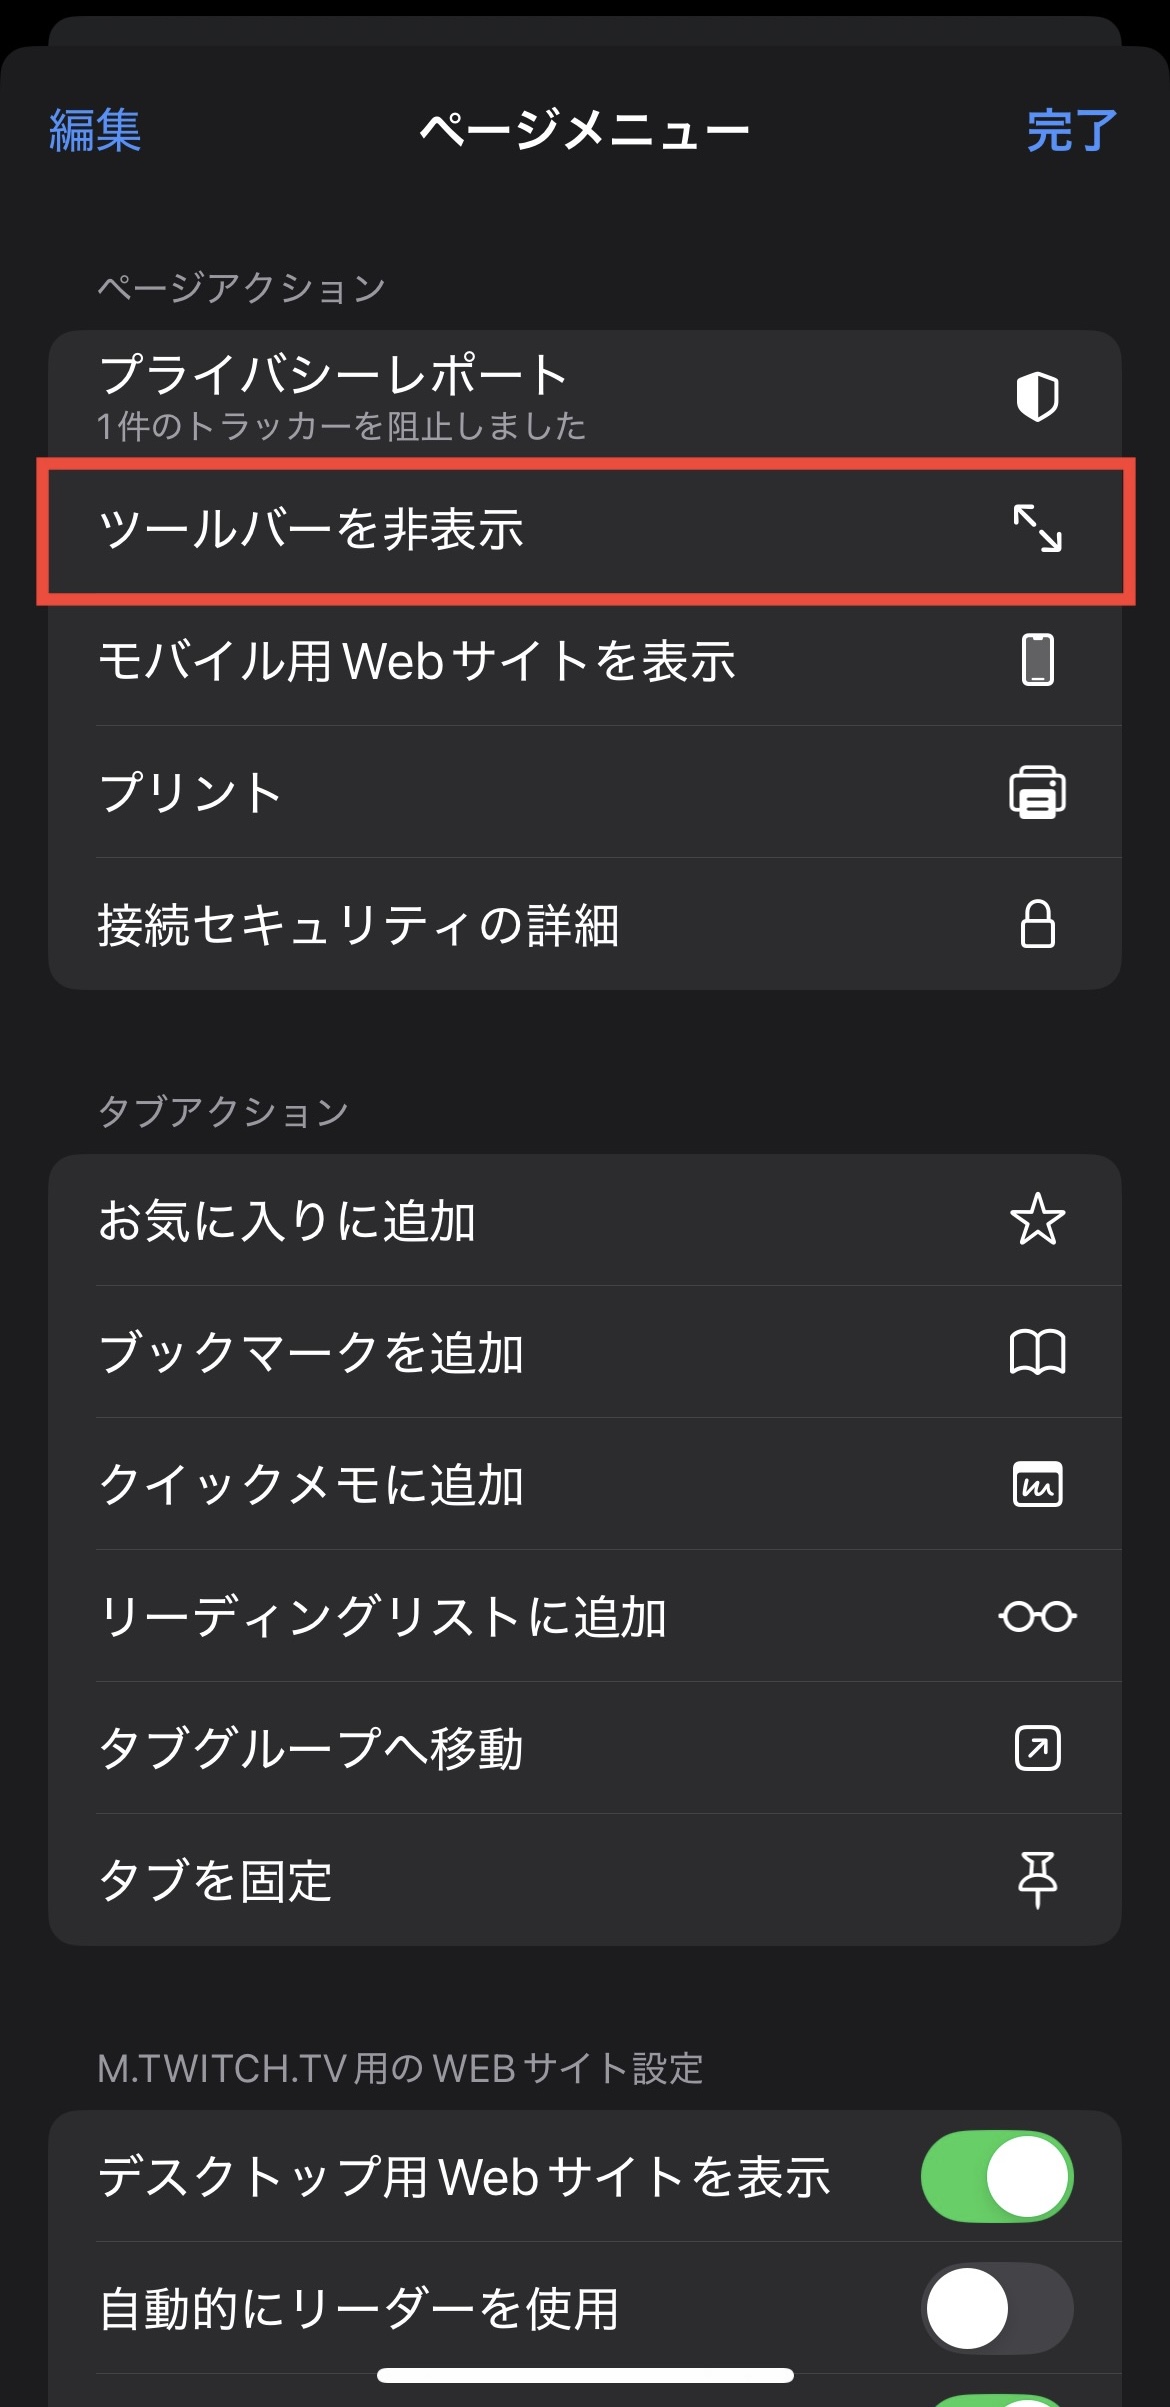 編集
ページメニュー
完了
ページアクション
プライバシーレポート
1件のトラッカーを阻止しました
ツールバーを非表示
モバイル用Webサイトを表示
プリント
接続セキュリティの詳細
タブアクション
お気に入りに追加
ブックマークを追加
クイックメモに追加
リーディングリストに追加
タブグループへ移動
タブを固定
M.TWITCH.TV用のWEBサイト設定
デスクトップ用Webサイトを表示
自動的にリーダーを使用